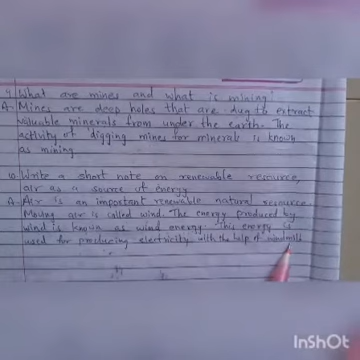 9. What are mines and what is mining?
A- Mines are deep holes that are dug to extract
valuable minerals from under the earth. The
activity of digging mines for minerals is known
as mining.
10. Write a short note on renewable resource,
air as a source of energy
A- Air is an important renewable natural resource.
Moving air is called wind. The energy produced by
wind is known as wind energy. This energy is
used for producing electricity with the help of windmills
InShOt